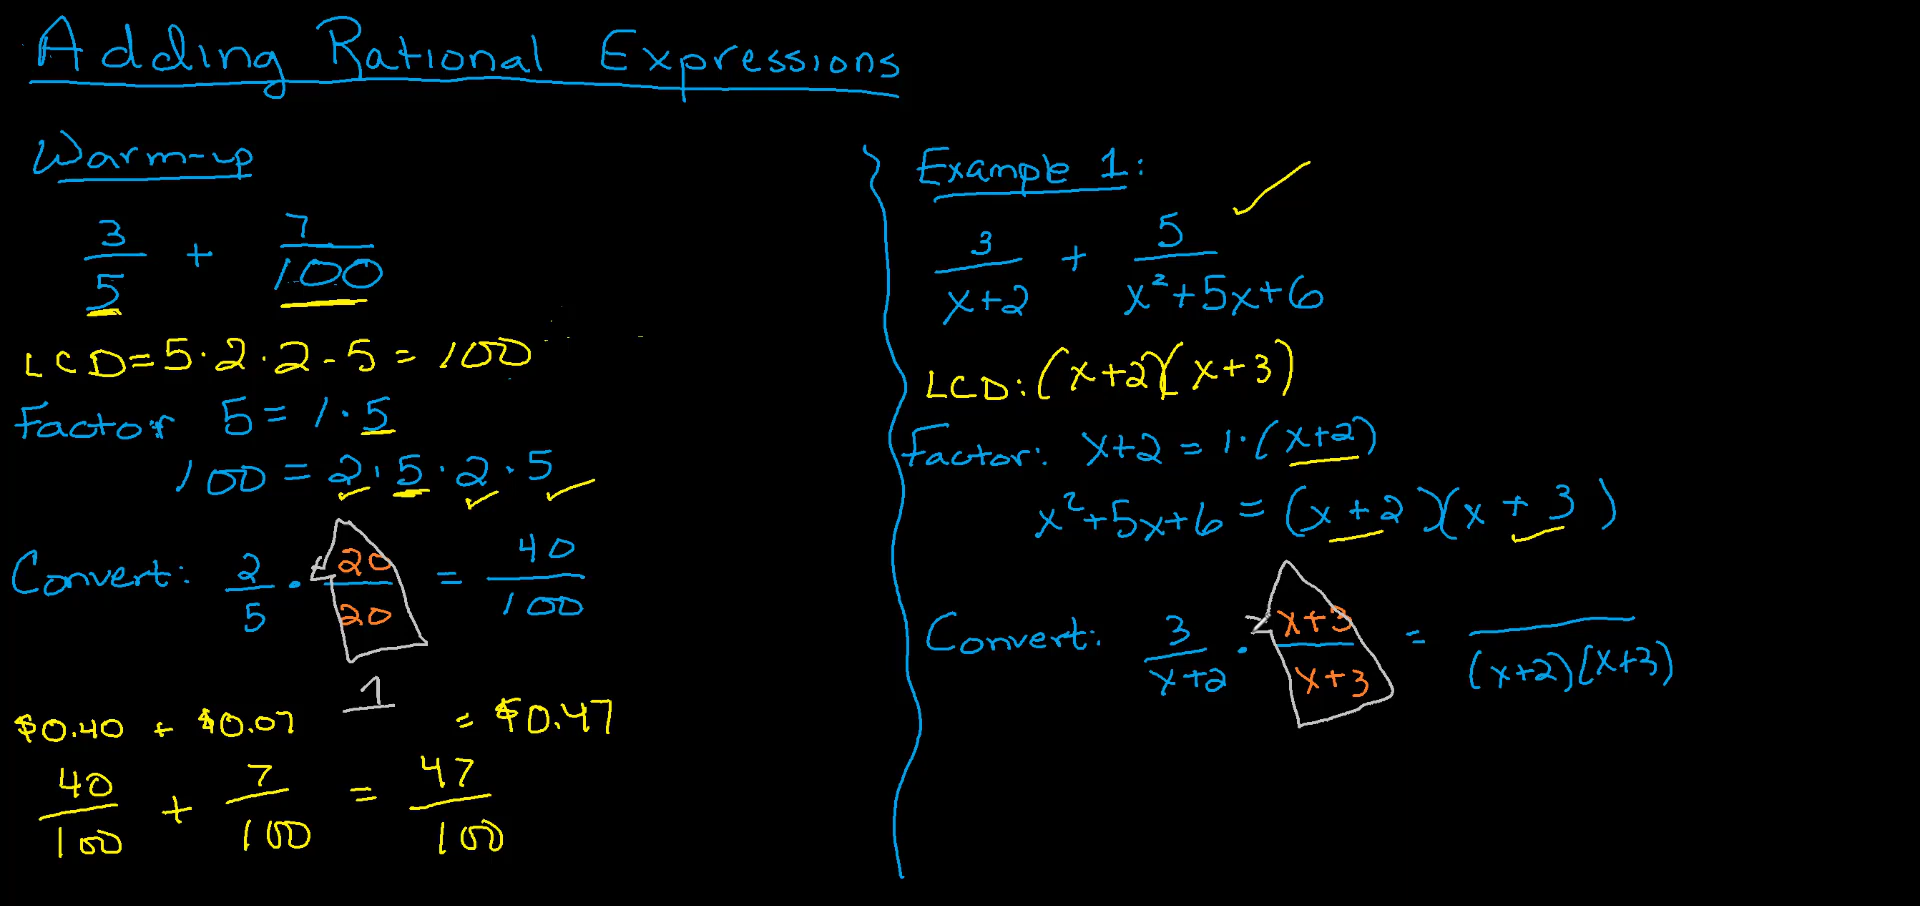 Adding Rational Expressions
Warm-up
3/5 + 7/100
LCD=5·2·2-5 = 100
Factor 5 = 1·5
100 = 2·5·2·5
Convert: 2/5 · 20/20 = 40/100
1
$0.40 + $0.07 = $0.47
40/100 + 7/100 = 47/100
Example 1:
3/(x+2) + 5/(x²+5x+6)
LCD: (x+2)(x+3)
Factor: x+2 = 1·(x+2)
x²+5x+6 = (x+2)(x+3)
Convert: 3/(x+2) · (x+3)/(x+3) = /(x+2)(x+3)